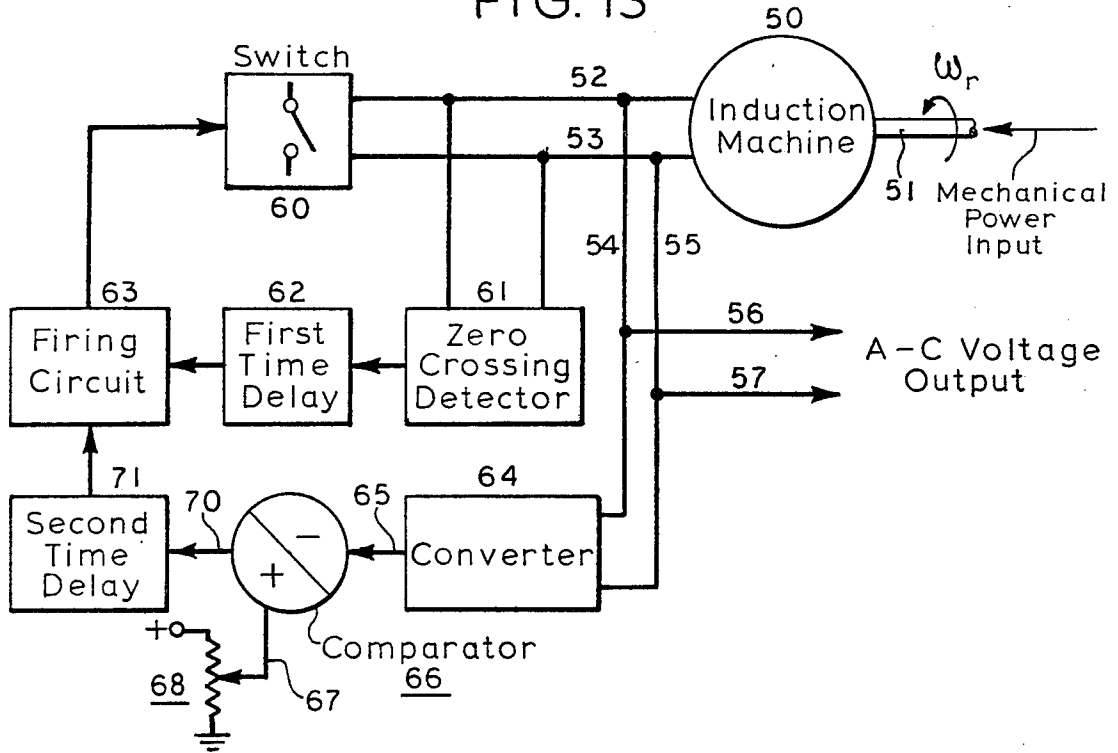 FIG. 13
50
Switch
52
ωr
Induction
Machine
53
60
51
Mechanical
Power
Input
54
55
63
62
61
Firing
Circuit
First
Time
Delay
Zero
Crossing
Detector
56
A-C Voltage
Output
57
71
70
65
64
Second
Time
Delay
−
+
Converter
+
Comparator
68
67
66